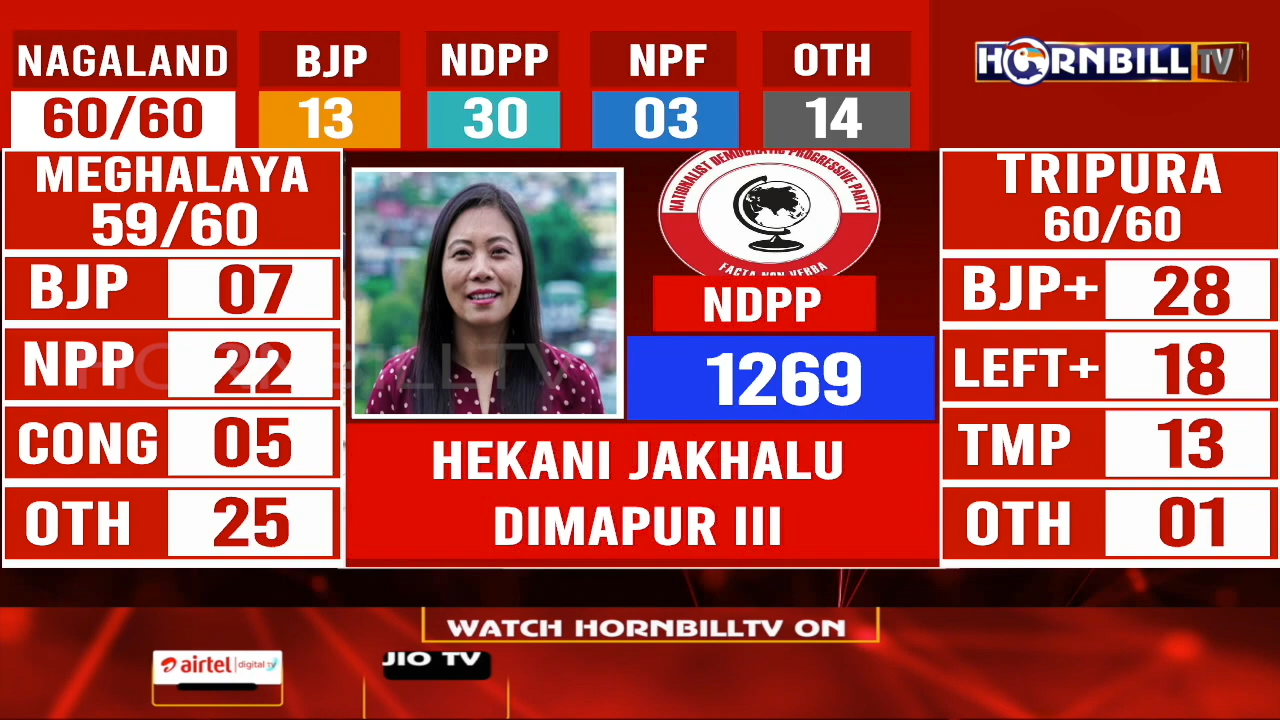 NAGALAND
60/60
BJP
13
NDPP
30
NPF
03
OTH
14
HORNBILL TV
MEGHALAYA
59/60
BJP 07
NPP 22
CONG 05
OTH 25
NATIONALIST DEMOCRATIC PROGRESSIVE PARTY
FACTA NON VERBA
NDPP
1269
HORNBILLTV
HEKANI JAKHALU
DIMAPUR III
TRIPURA
60/60
BJP+ 28
LEFT+ 18
TMP 13
OTH 01
WATCH HORNBILLTV ON
airtel digital TV
JIO TV